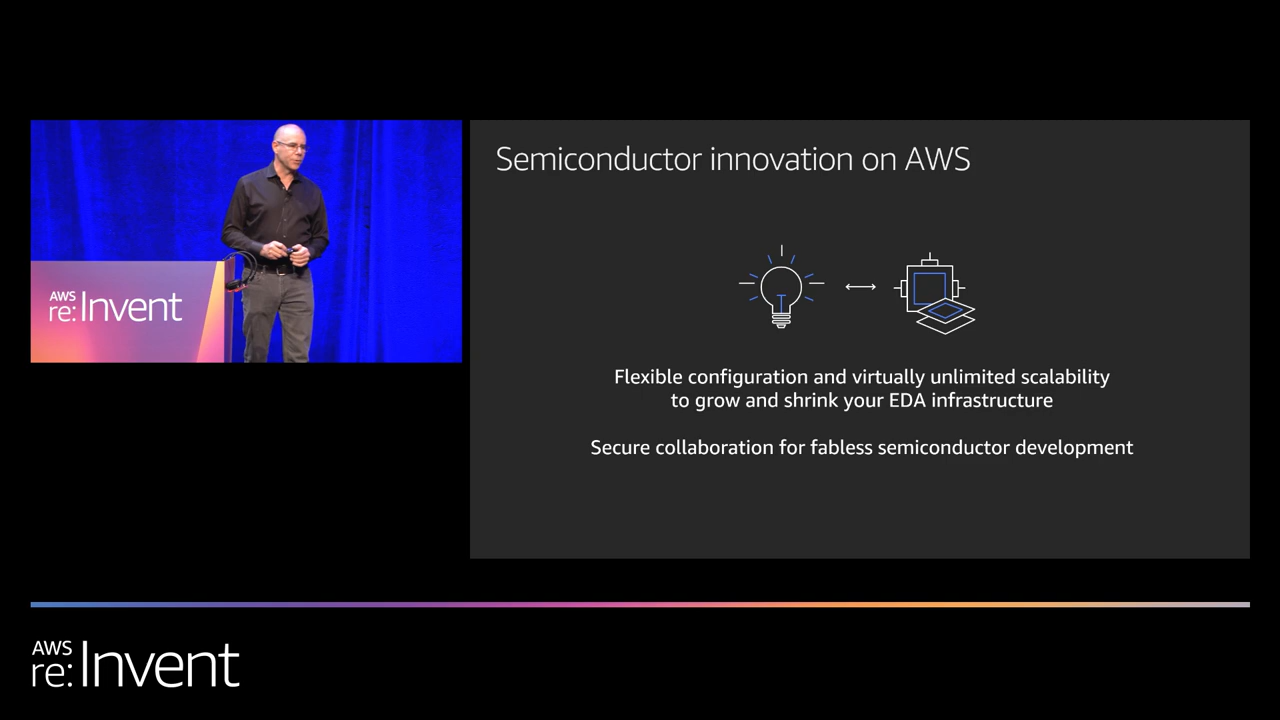 Semiconductor innovation on AWS
AWS
re:Invent
Flexible configuration and virtually unlimited scalability
to grow and shrink your EDA infrastructure
Secure collaboration for fabless semiconductor development
AWS
re:Invent